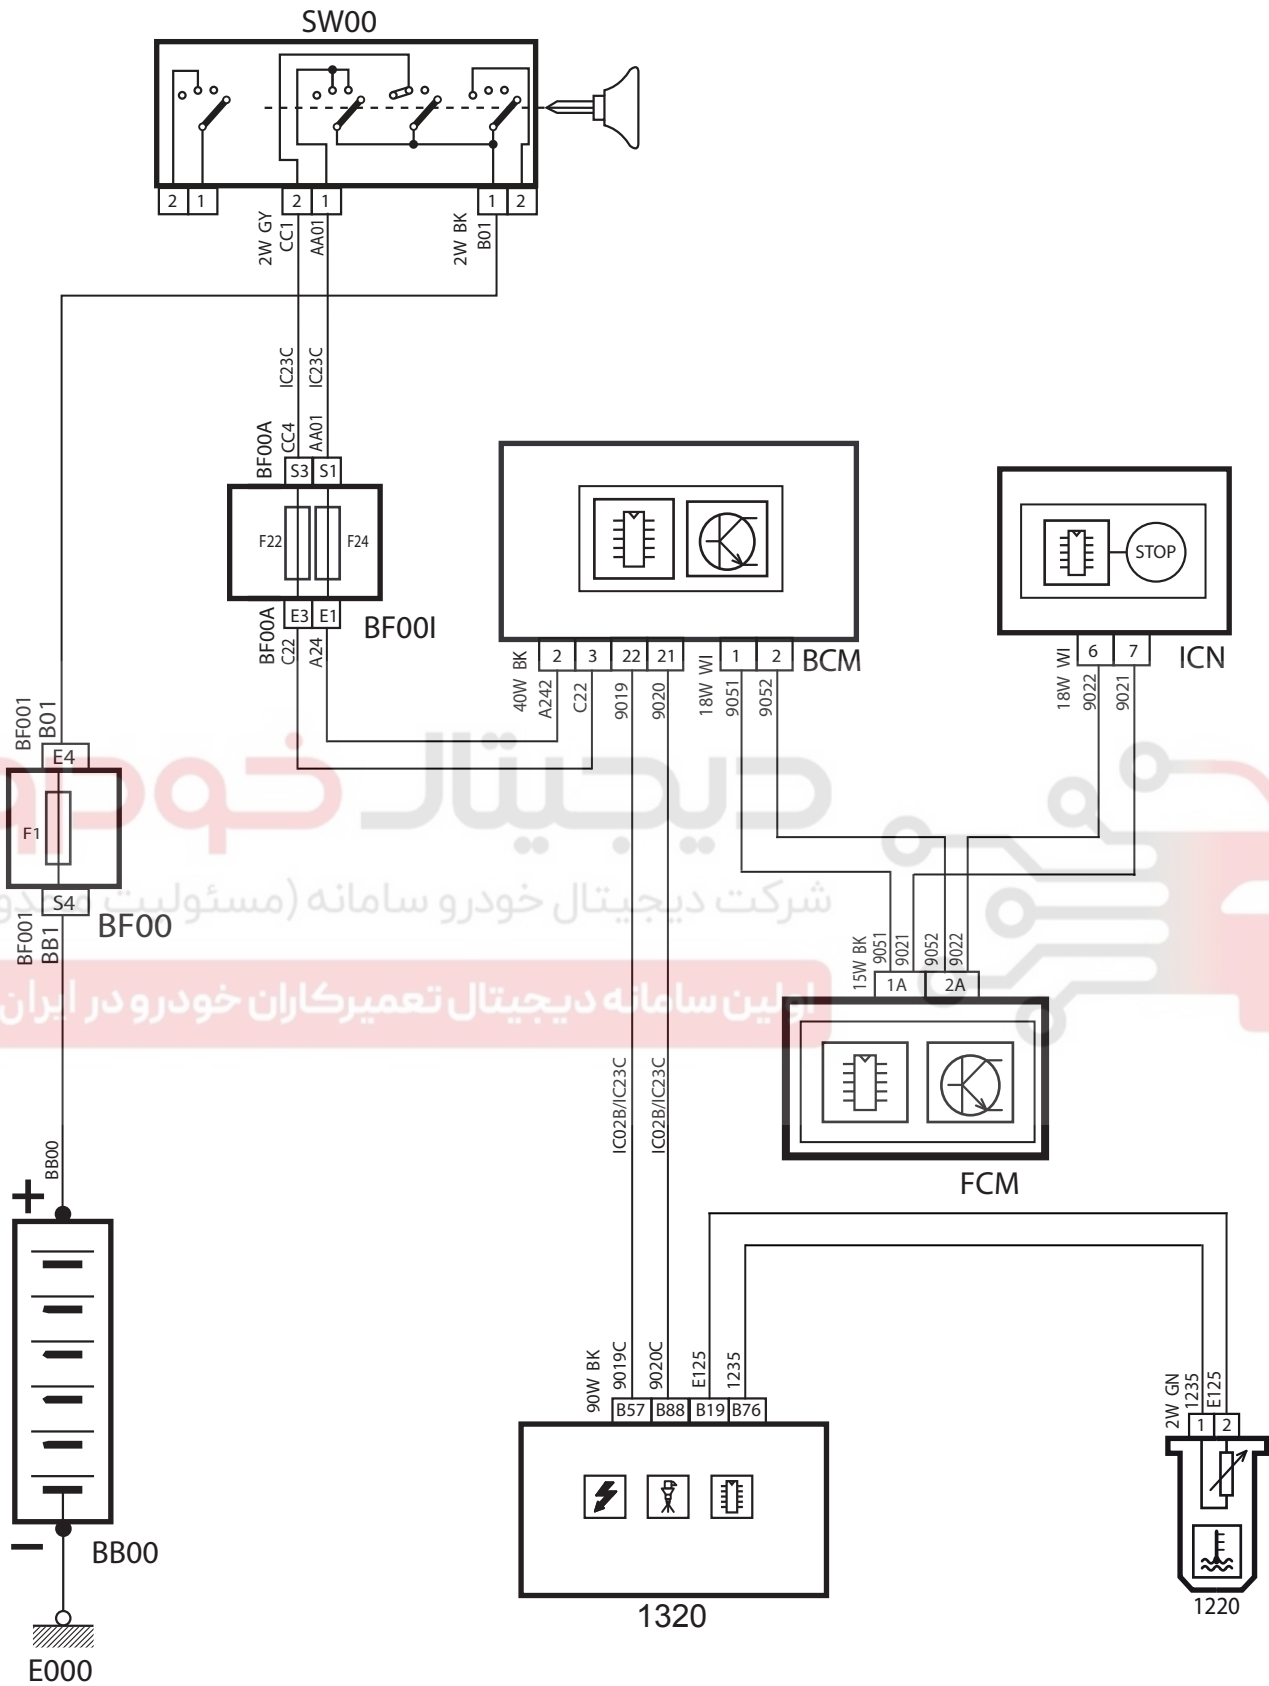 SW00
2 1 2 1 1 2
2W GY
CC1
AA01
2W BK
B01
IC23C
IC23C
BF00A
CC4
AA01
S3 S1
F22 F24
E3 E1
BF00A
C22
A24
BF00I
BCM
2 3 22 21 1 2
40W BK
A242
C22
9019
9020
18W WI
9051
9052
STOP
6 7
ICN
18W WI
9022
9021
BF001
B01
E4
F1
S4
BF001
BB1
BF00
دیجیتال خودرو
شرکت دیجیتال خودرو سامانه (مسئولیت
اولین سامانه دیجیتال تعمیرکاران خودرو در ایران
15W BK
9051
9021
9052
9022
1A 2A
FCM
IC02B/IC23C
IC02B/IC23C
BB00
+
−
BB00
E000
90W BK
9019C
9020C
E125
1235
B57 B88 B19 B76
1320
2W GN
1235
E125
1 2
1220